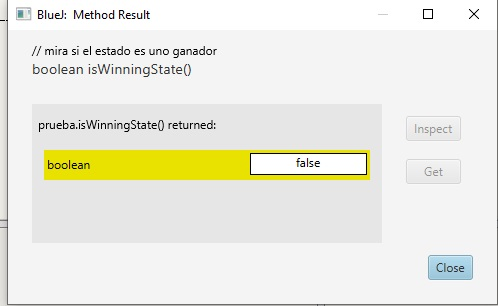 BlueJ: Method Result
// mira si el estado es uno ganador
boolean isWinningState()
prueba.isWinningState() returned:
boolean false
Inspect
Get
Close